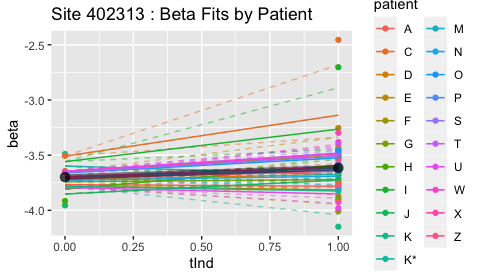 Site 402313 : Beta Fits by Patient
beta
-2.5
-3.0
-3.5
-4.0
0.00
0.25
0.50
0.75
1.00
tInd
patient
A
C
D
E
F
G
H
I
J
K
K*
M
N
O
P
S
T
U
W
X
Z